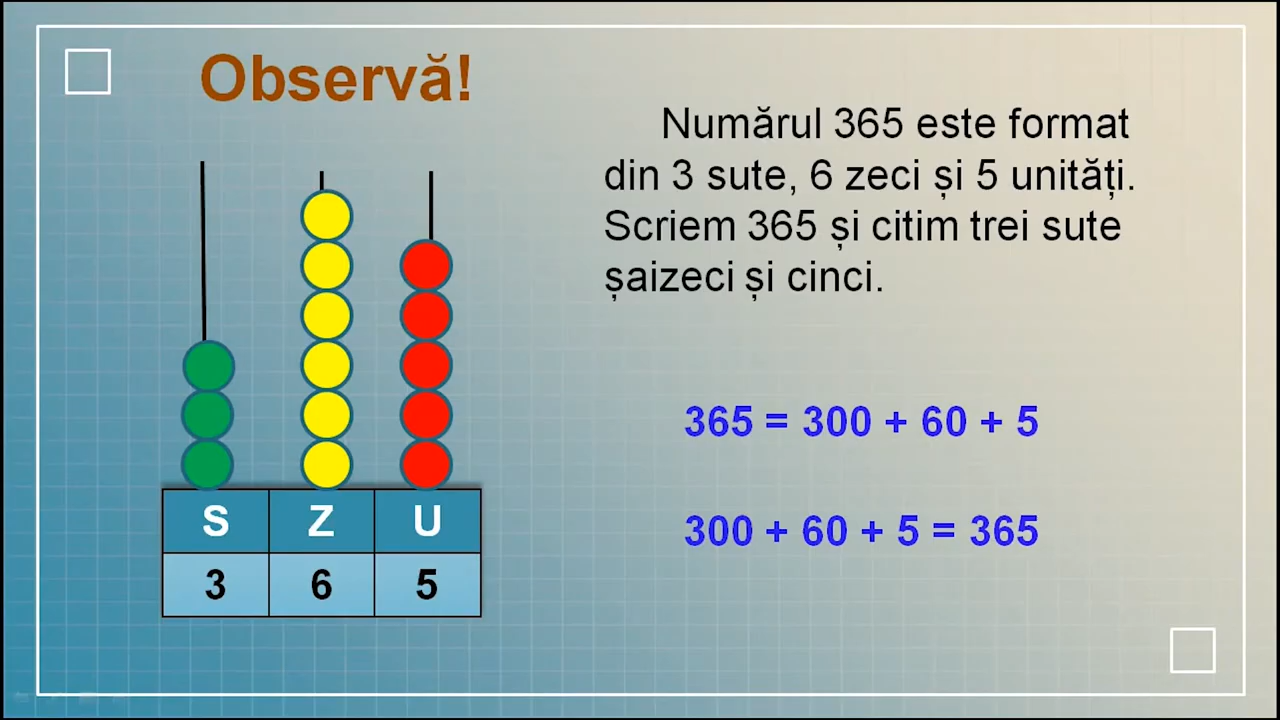 Observă!
Numărul 365 este format
din 3 sute, 6 zeci și 5 unități.
Scriem 365 și citim trei sute
șaizeci și cinci.
365 = 300 + 60 + 5
300 + 60 + 5 = 365
S Z U
3 6 5